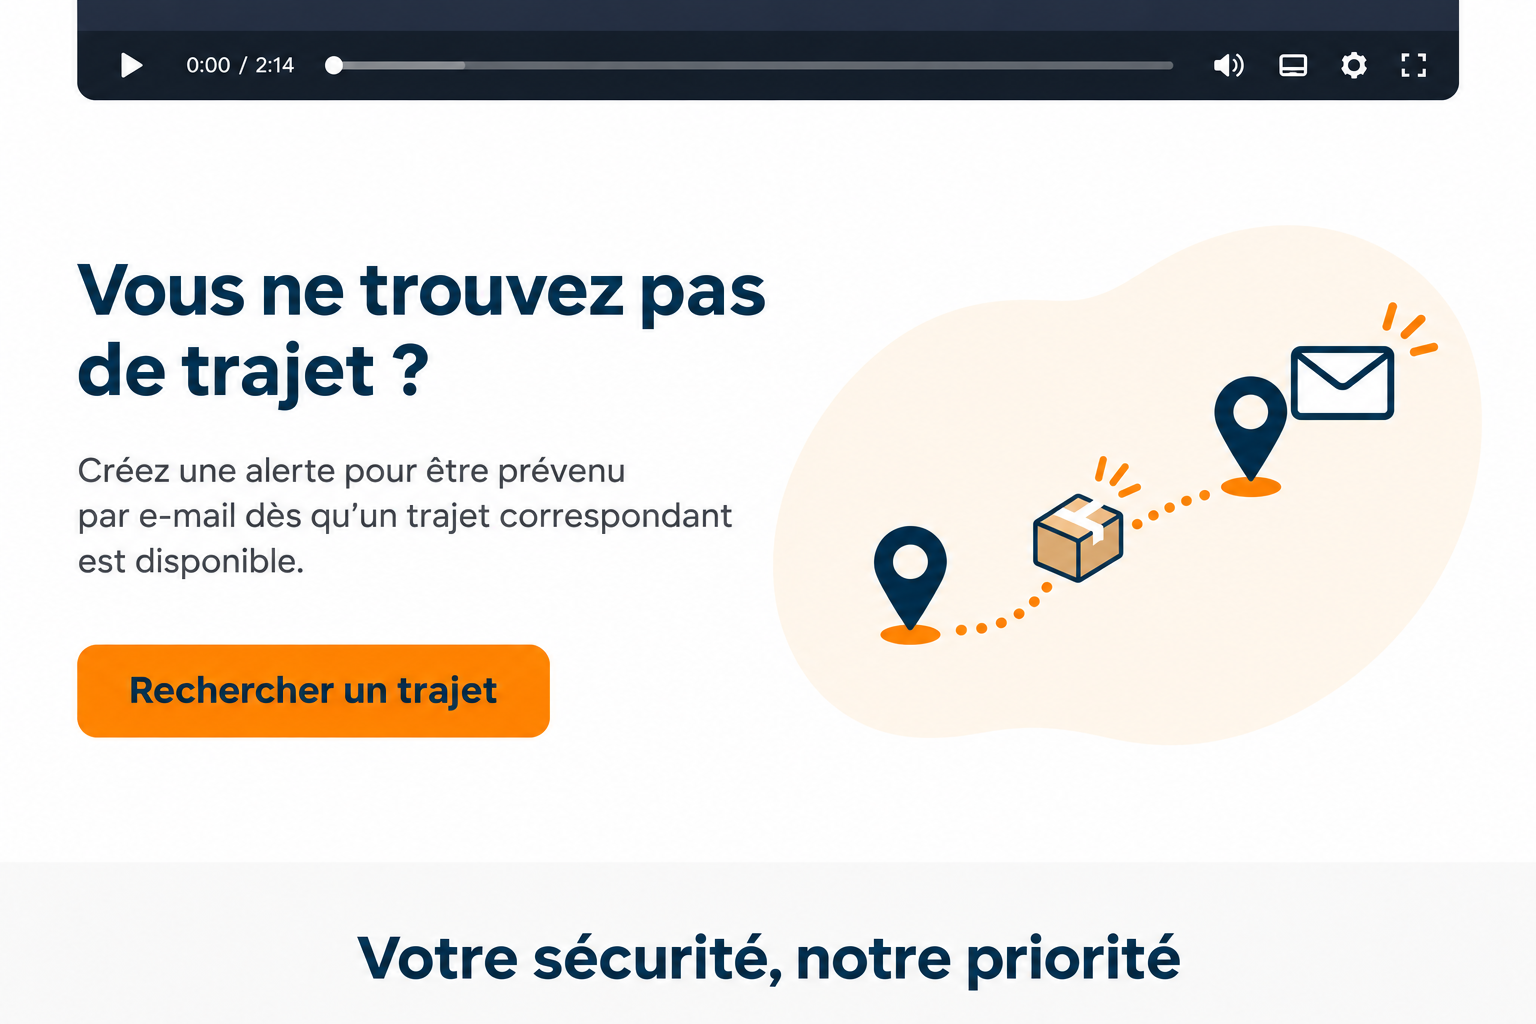 0:00 / 2:14
Vous ne trouvez pas
de trajet ?
Créez une alerte pour être prévenu
par e-mail dès qu’un trajet correspondant
est disponible.
Rechercher un trajet
Votre sécurité, notre priorité